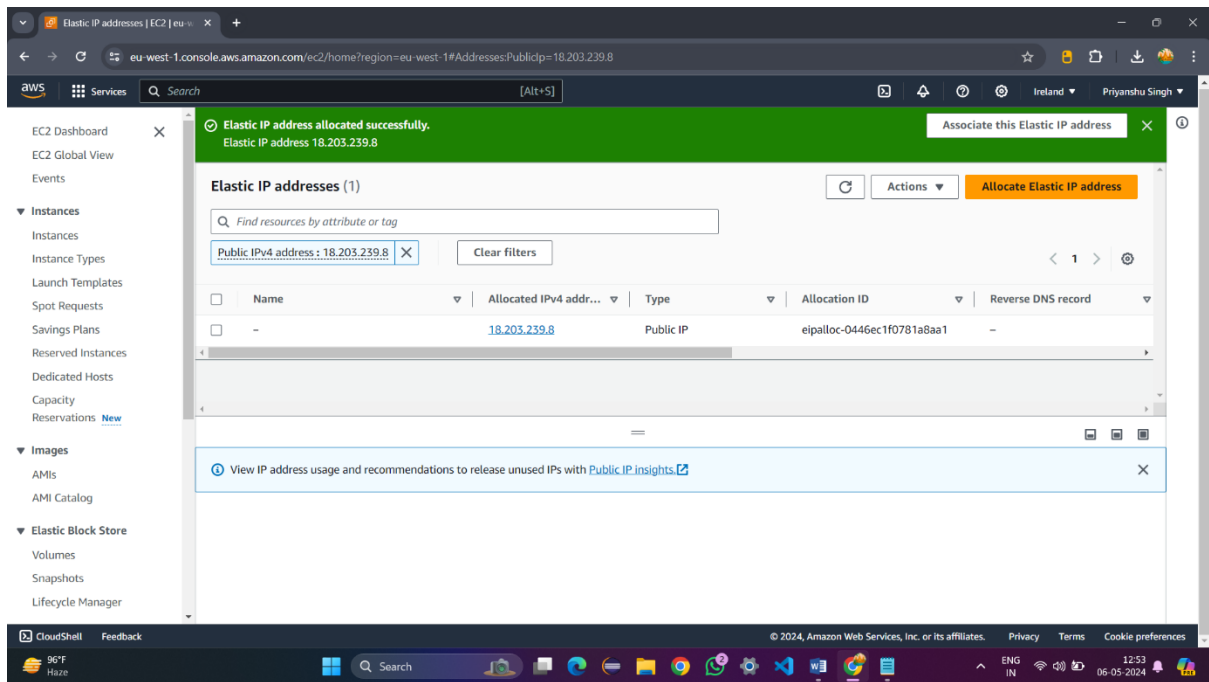 Elastic IP addresses | EC2 | eu-w
eu-west-1.console.aws.amazon.com/ec2/home?region=eu-west-1#Addresses:PublicIp=18.203.239.8
aws Services Search [Alt+S] Ireland ▼ Priyanshu Singh ▼
EC2 Dashboard
EC2 Global View
Events
Instances
Instances
Instance Types
Launch Templates
Spot Requests
Savings Plans
Reserved Instances
Dedicated Hosts
Capacity
Reservations New
Images
AMIs
AMI Catalog
Elastic Block Store
Volumes
Snapshots
Lifecycle Manager
Elastic IP address allocated successfully.
Elastic IP address 18.203.239.8
Associate this Elastic IP address
Elastic IP addresses (1)
Actions ▼
Allocate Elastic IP address
Find resources by attribute or tag
Public IPv4 address : 18.203.239.8
Clear filters
1
Name Allocated IPv4 addr... Type Allocation ID Reverse DNS record
– 18.203.239.8 Public IP eipalloc-0446ec1f0781a8aa1 –
View IP address usage and recommendations to release unused IPs with Public IP insights.
CloudShell Feedback © 2024, Amazon Web Services, Inc. or its affiliates. Privacy Terms Cookie preferences
96°F
Haze
Search
2
ENG
IN
12:53
06-05-2024